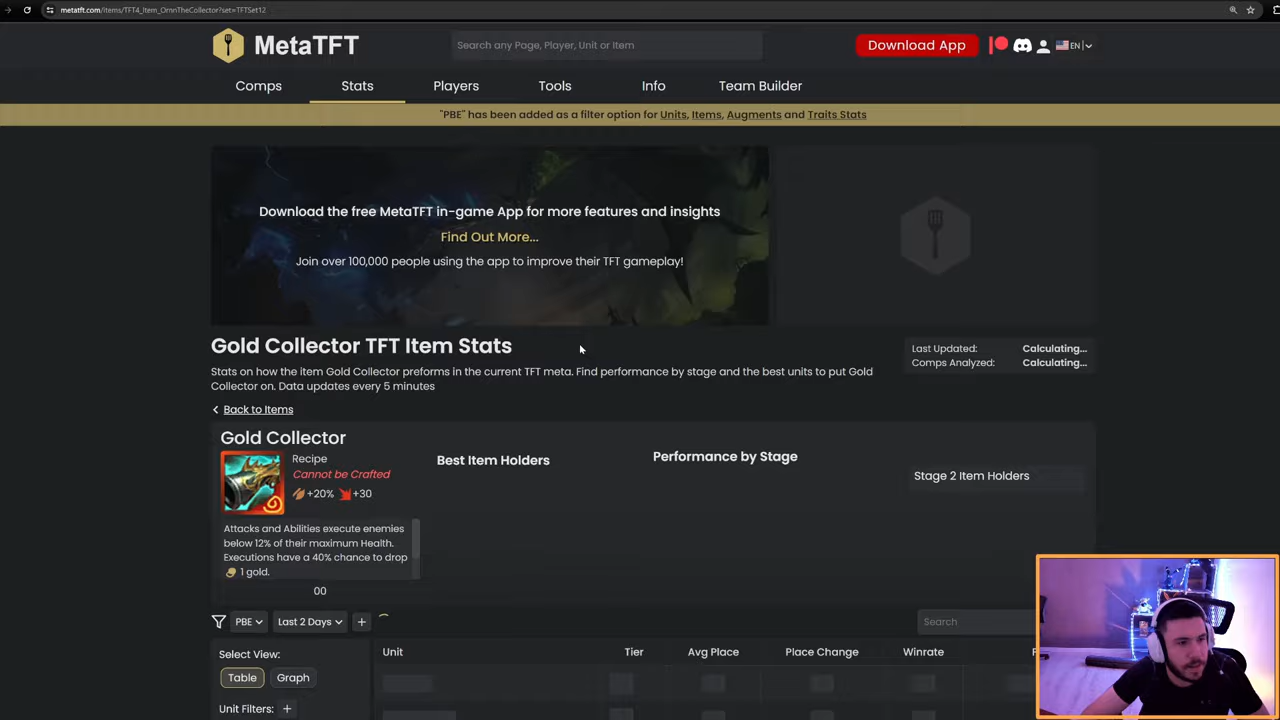 metatft.com/items/TFT4_Item_OrnnTheCollector?set=TFTSet12
MetaTFT
Search any Page, Player, Unit or Item
Download App
EN
Comps
Stats
Players
Tools
Info
Team Builder
"PBE" has been added as a filter option for Units, Items, Augments and Traits Stats
Download the free MetaTFT in-game App for more features and insights
Find Out More...
Join over 100,000 people using the app to improve their TFT gameplay!
Gold Collector TFT Item Stats
Last Updated: Calculating...
Comps Analyzed: Calculating...
Stats on how the item Gold Collector preforms in the current TFT meta. Find performance by stage and the best units to put Gold
Collector on. Data updates every 5 minutes
Back to Items
Gold Collector
Recipe
Cannot be Crafted
+20% +30
Attacks and Abilities execute enemies
below 12% of their maximum Health.
Executions have a 40% chance to drop
1 gold.
00
Best Item Holders
Performance by Stage
Stage 2 Item Holders
PBE
Last 2 Days
+
Search
Select View:
Table
Graph
Unit Filters: +
Unit
Tier
Avg Place
Place Change
Winrate